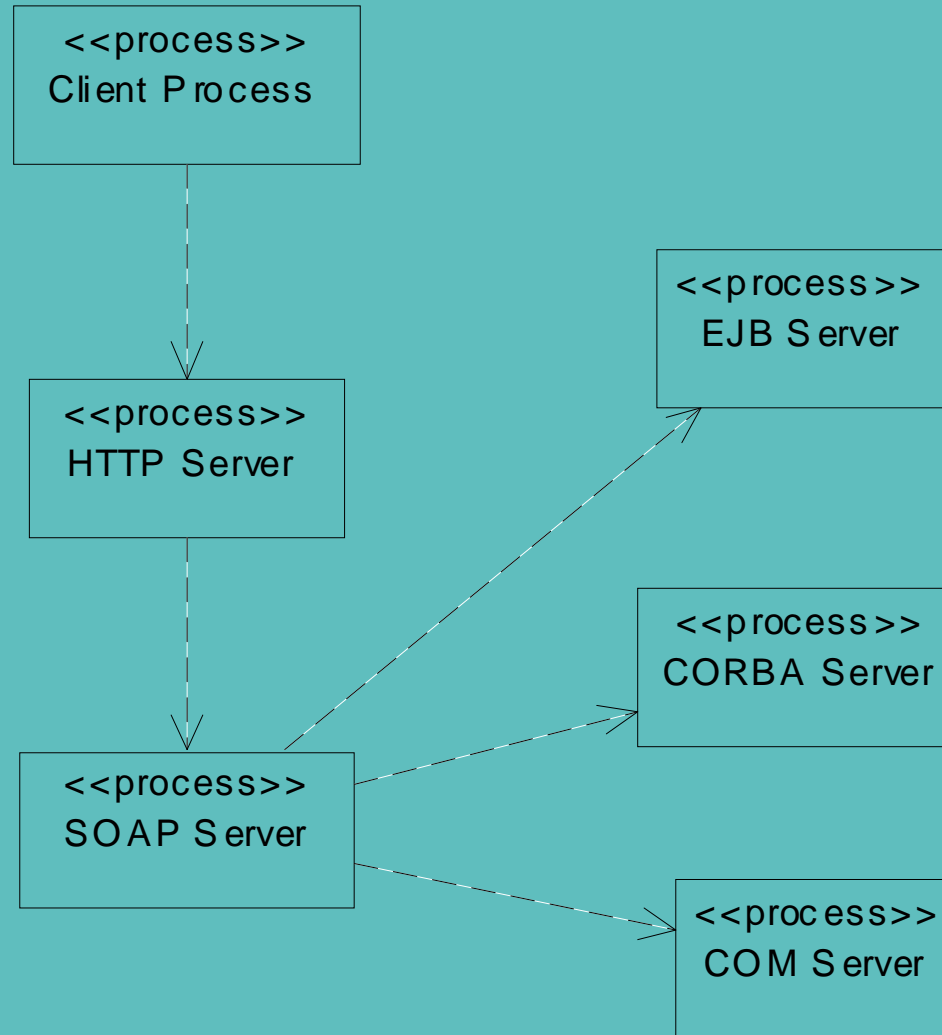 <<process>>
Client Process
<<process>>
EJB Server
<<process>>
HTTP Server
<<process>>
CORBA Server
<<process>>
SOAP Server
<<process>>
COM Server